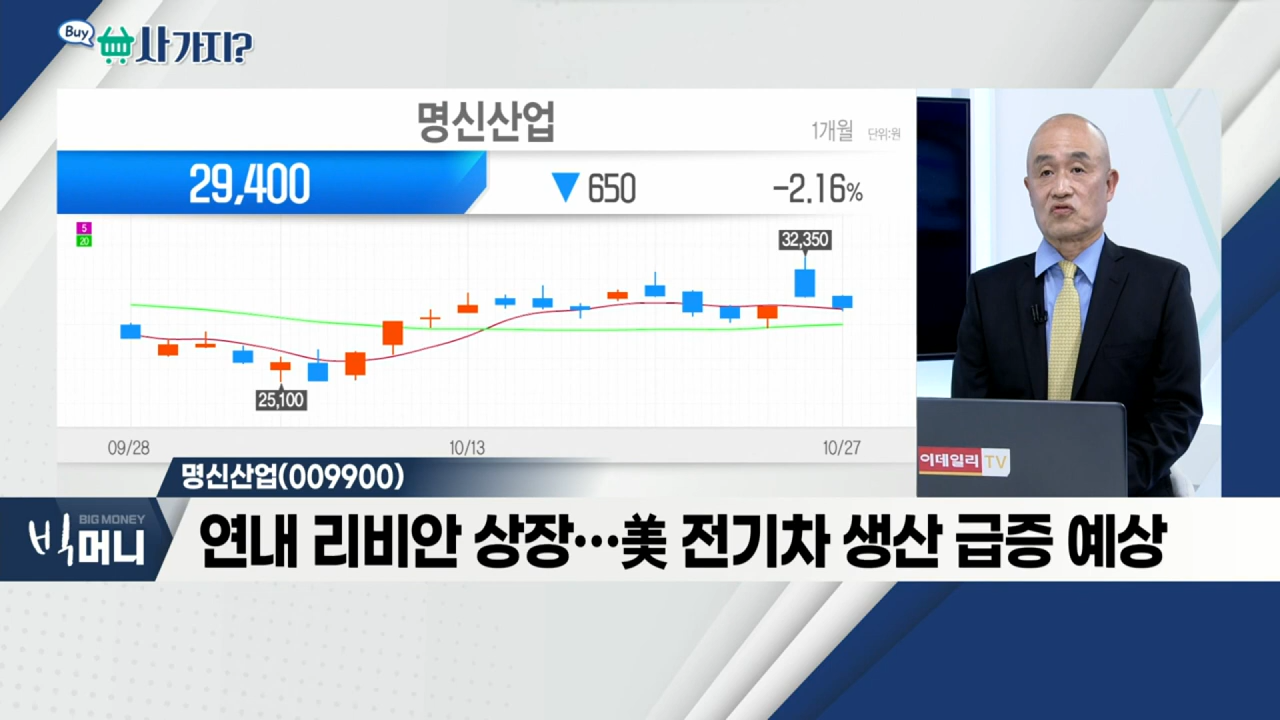 Buy
사가지?
명신산업
1개월 단위:원
29,400 ▼ 650 -2.16%
5
20
32,350
25,100
09/28 10/13 10/27
이데일리 TV
명신산업(009900)
BIG MONEY
빅머니
연내 리비안 상장···美 전기차 생산 급증 예상